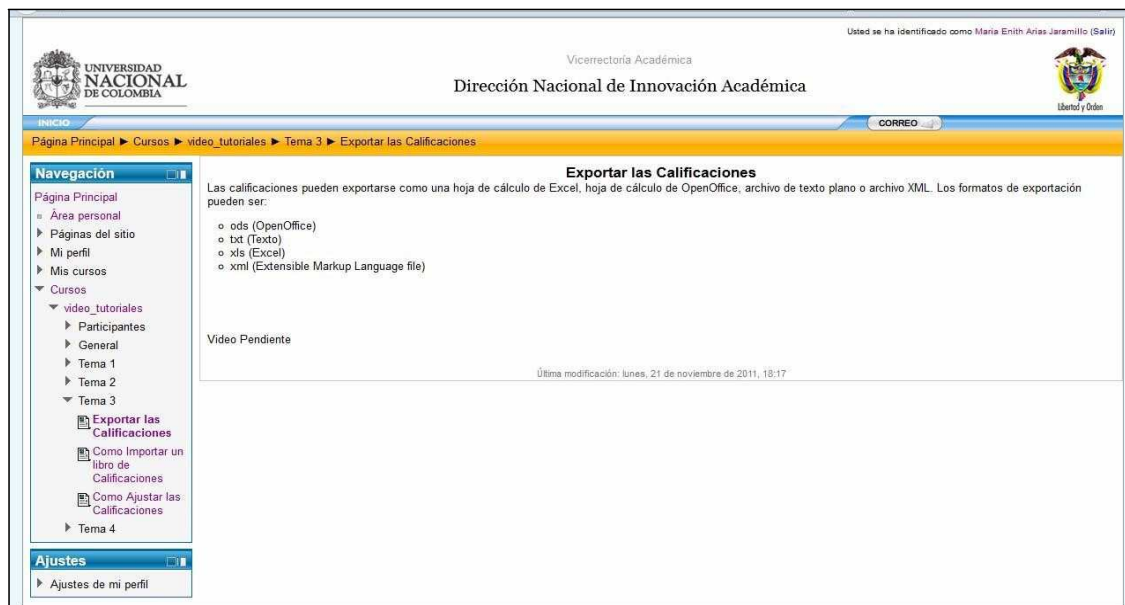 Usted se ha identificado como Maria Enith Arias Jaramillo (Salir)
UNIVERSIDAD
NACIONAL
DE COLOMBIA
Vicerrectoría Académica
Dirección Nacional de Innovación Académica
Libertad y Orden
INICIO
CORREO
Página Principal ► Cursos ► video_tutoriales ► Tema 3 ► Exportar las Calificaciones
Navegación
Página Principal
Área personal
Páginas del sitio
Mi perfil
Mis cursos
Cursos
video_tutoriales
Participantes
General
Tema 1
Tema 2
Tema 3
Exportar las
Calificaciones
Como Importar un
libro de
Calificaciones
Como Ajustar las
Calificaciones
Tema 4
Ajustes
Ajustes de mi perfil
Exportar las Calificaciones
Las calificaciones pueden exportarse como una hoja de cálculo de Excel, hoja de cálculo de OpenOffice, archivo de texto plano o archivo XML. Los formatos de exportación
pueden ser:
ods (OpenOffice)
txt (Texto)
xls (Excel)
xml (Extensible Markup Language file)
Video Pendiente
Última modificación: lunes, 21 de noviembre de 2011, 18:17